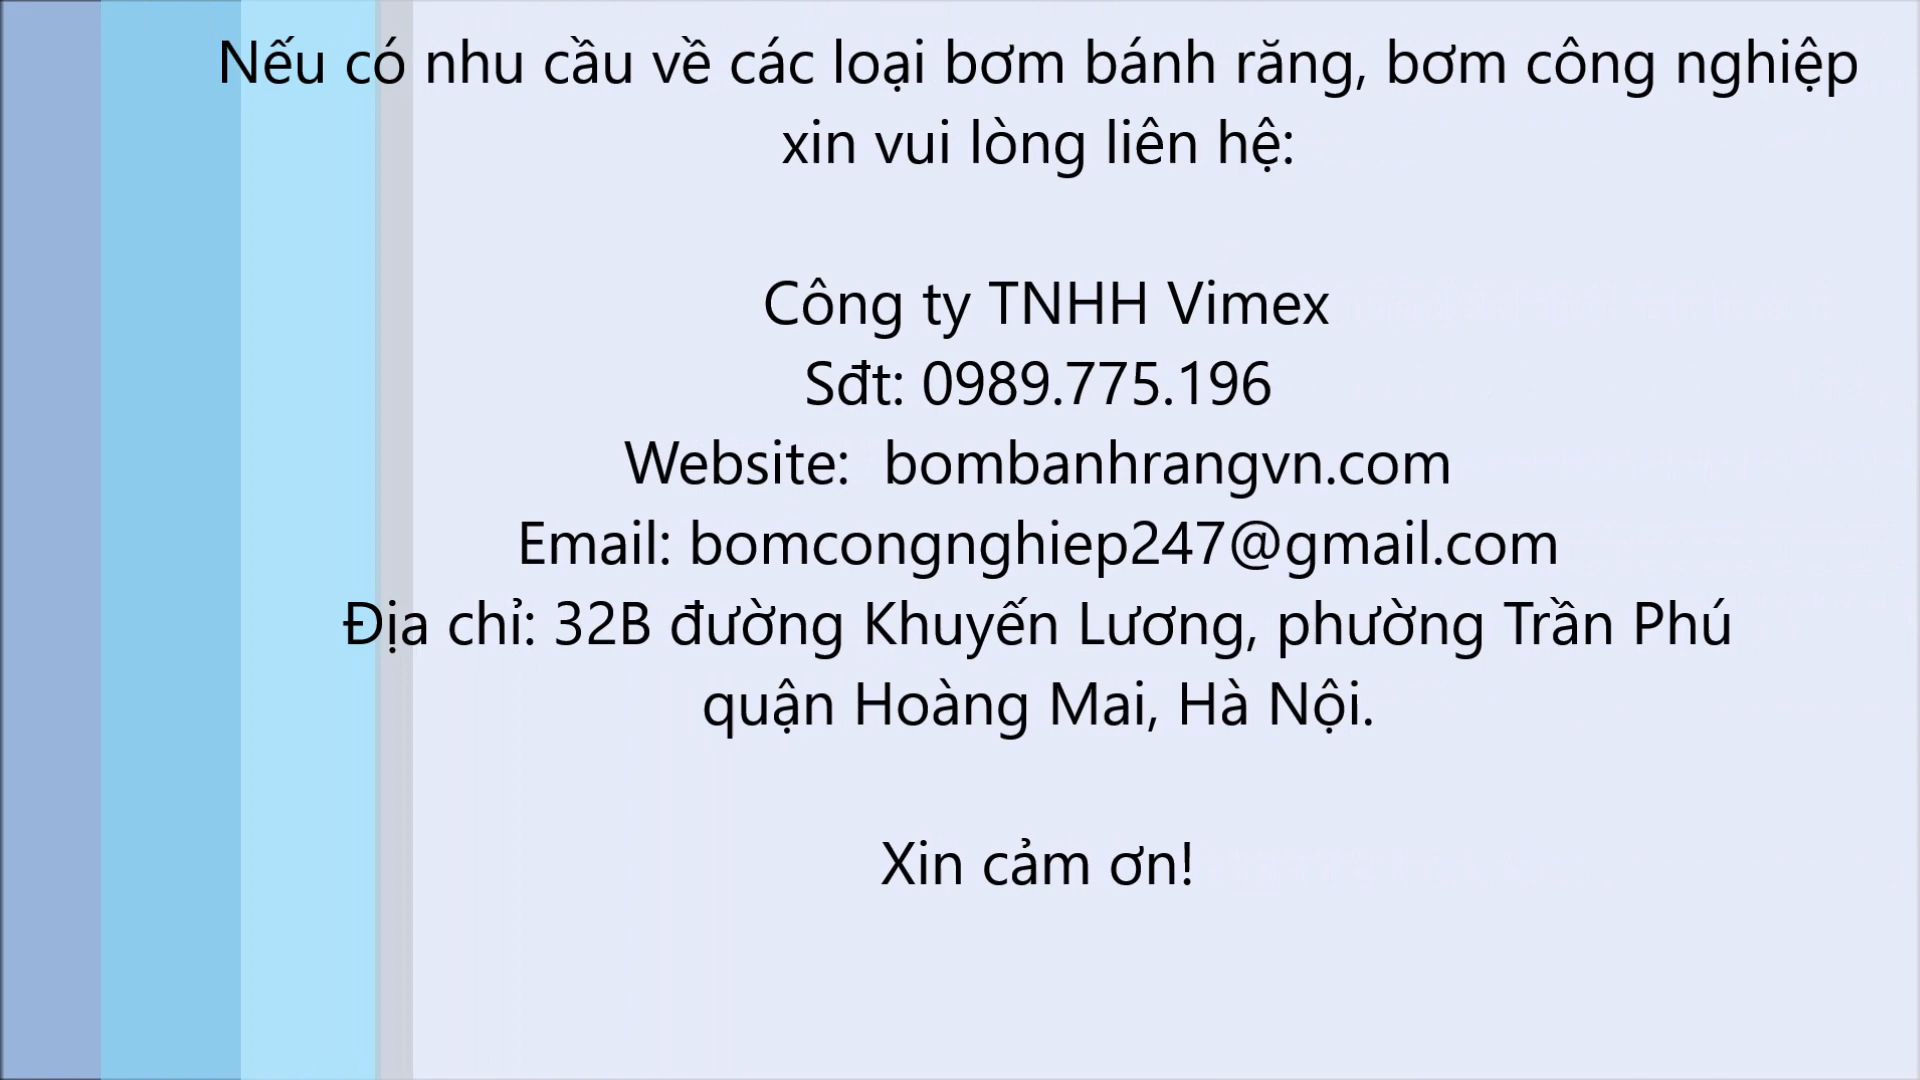 Nếu có nhu cầu về các loại bơm bánh răng, bơm công nghiệp
xin vui lòng liên hệ:
Công ty TNHH Vimex
Sđt: 0989.775.196
Website:  bombanhrangvn.com
Email: bomcongnghiep247@gmail.com
Địa chỉ: 32B đường Khuyến Lương, phường Trần Phú
quận Hoàng Mai, Hà Nội.
Xin cảm ơn!